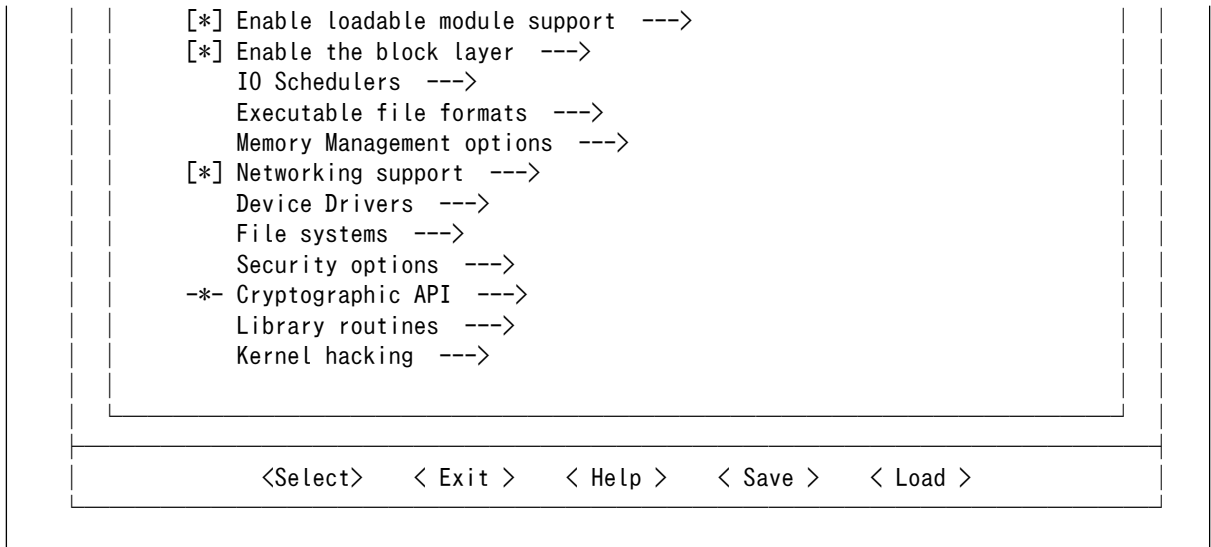 [*] Enable loadable module support  --->
[*] Enable the block layer  --->
    IO Schedulers  --->
    Executable file formats  --->
    Memory Management options  --->
[*] Networking support  --->
    Device Drivers  --->
    File systems  --->
    Security options  --->
-*- Cryptographic API  --->
    Library routines  --->
    Kernel hacking  --->
<Select>    < Exit >    < Help >    < Save >    < Load >